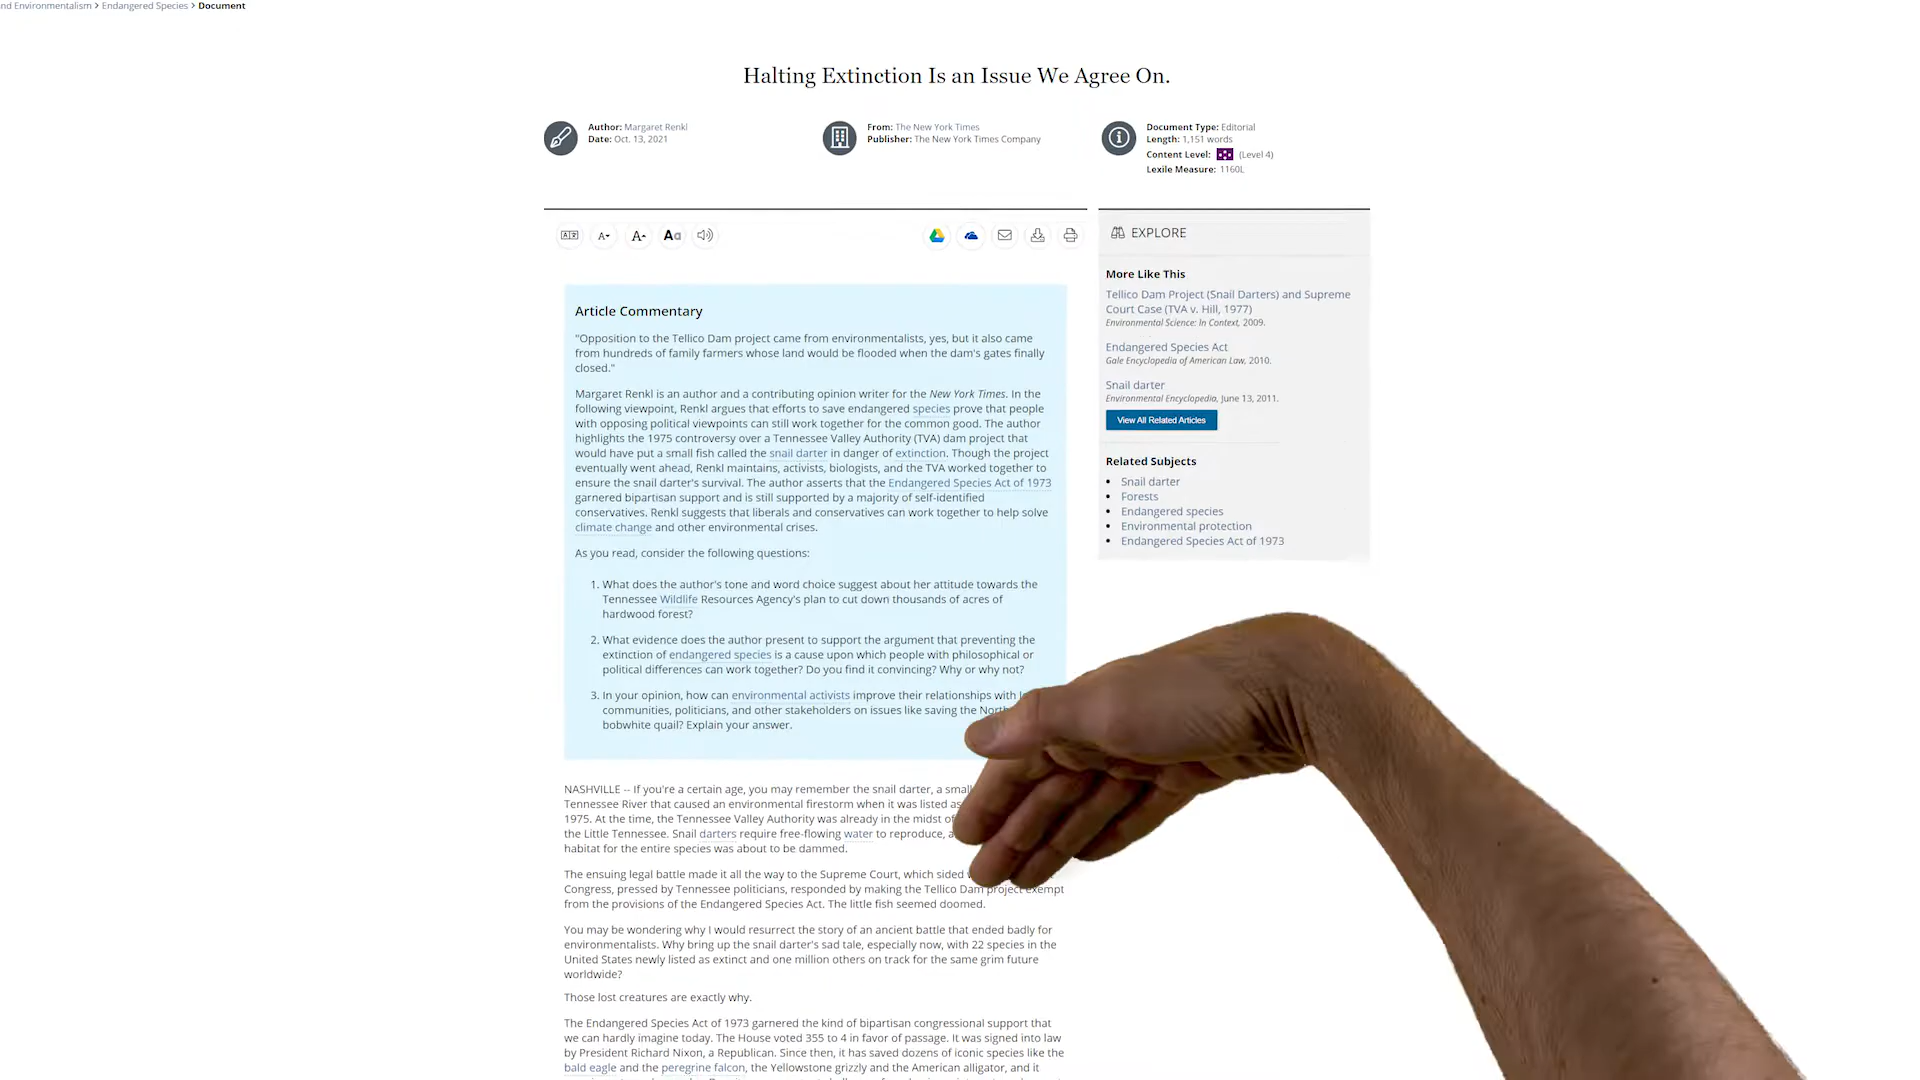 nd Environmentalism > Endangered Species > Document
Halting Extinction Is an Issue We Agree On.
Author: Margaret Renkl
Date: Oct. 13, 2021
From: The New York Times
Publisher: The New York Times Company
Document Type: Editorial
Length: 1,151 words
Content Level: (Level 4)
Lexile Measure: 1160L
A- A+ Aa
EXPLORE
More Like This
Tellico Dam Project (Snail Darters) and Supreme
Court Case (TVA v. Hill, 1977)
Environmental Science: In Context, 2009.
Endangered Species Act
Gale Encyclopedia of American Law, 2010.
Snail darter
Environmental Encyclopedia, June 13, 2011.
View All Related Articles
Related Subjects
• Snail darter
• Forests
• Endangered species
• Environmental protection
• Endangered Species Act of 1973
Article Commentary
"Opposition to the Tellico Dam project came from environmentalists, yes, but it also came
from hundreds of family farmers whose land would be flooded when the dam's gates finally
closed."
Margaret Renkl is an author and a contributing opinion writer for the New York Times. In the
following viewpoint, Renkl argues that efforts to save endangered species prove that people
with opposing political viewpoints can still work together for the common good. The author
highlights the 1975 controversy over a Tennessee Valley Authority (TVA) dam project that
would have put a small fish called the snail darter in danger of extinction. Though the project
eventually went ahead, Renkl maintains, activists, biologists, and the TVA worked together to
ensure the snail darter's survival. The author asserts that the Endangered Species Act of 1973
garnered bipartisan support and is still supported by a majority of self-identified
conservatives. Renkl suggests that liberals and conservatives can work together to help solve
climate change and other environmental crises.
As you read, consider the following questions:
1. What does the author's tone and word choice suggest about her attitude towards the
Tennessee Wildlife Resources Agency's plan to cut down thousands of acres of
hardwood forest?
2. What evidence does the author present to support the argument that preventing the
extinction of endangered species is a cause upon which people with philosophical or
political differences can work together? Do you find it convincing? Why or why not?
3. In your opinion, how can environmental activists improve their relationships with
communities, politicians, and other stakeholders on issues like saving the
bobwhite quail? Explain your answer.
NASHVILLE -- If you're a certain age, you may remember the snail darter, a small
Tennessee River that caused an environmental firestorm when it was listed as
1975. At the time, the Tennessee Valley Authority was already in the midst of
the Little Tennessee. Snail darters require free-flowing water to reproduce,
habitat for the entire species was about to be dammed.
The ensuing legal battle made it all the way to the Supreme Court, which sided
Congress, pressed by Tennessee politicians, responded by making the Tellico Dam project exempt
from the provisions of the Endangered Species Act. The little fish seemed doomed.
You may be wondering why I would resurrect the story of an ancient battle that ended badly for
environmentalists. Why bring up the snail darter's sad tale, especially now, with 22 species in the
United States newly listed as extinct and one million others on track for the same grim future
worldwide?
Those lost creatures are exactly why.
The Endangered Species Act of 1973 garnered the kind of bipartisan congressional support that
we can hardly imagine today. The House voted 355 to 4 in favor of passage. It was signed into law
by President Richard Nixon, a Republican. Since then, it has saved dozens of iconic species like the
bald eagle and the peregrine falcon, the Yellowstone grizzly and the American alligator, and it